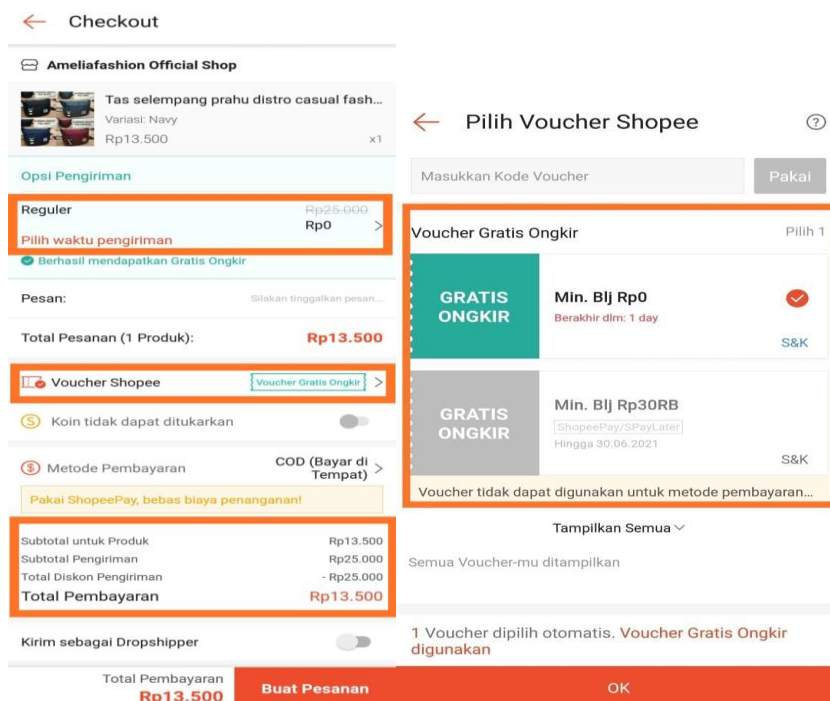 Checkout
Ameliafashion Official Shop
Tas selempang prahu distro casual fash...
Variasi: Navy
Rp13.500 x1
Opsi Pengiriman
Reguler Rp25.000
Rp0
Pilih waktu pengiriman
Berhasil mendapatkan Gratis Ongkir
Pesan: Silakan tinggalkan pesan...
Total Pesanan (1 Produk): Rp13.500
Voucher Shopee Voucher Gratis Ongkir
Koin tidak dapat ditukarkan
Metode Pembayaran COD (Bayar di
Tempat)
Pakai ShopeePay, bebas biaya penanganan!
Subtotal untuk Produk Rp13.500
Subtotal Pengiriman Rp25.000
Total Diskon Pengiriman - Rp25.000
Total Pembayaran Rp13.500
Kirim sebagai Dropshipper
Total Pembayaran
Rp13.500
Buat Pesanan
Pilih Voucher Shopee
Masukkan Kode Voucher Pakai
Voucher Gratis Ongkir Pilih 1
GRATIS
ONGKIR
Min. Blj Rp0
Berakhir dlm: 1 day
S&K
GRATIS
ONGKIR
Min. Blj Rp30RB
ShopeePay/SPayLater
Hingga 30.06.2021
S&K
Voucher tidak dapat digunakan untuk metode pembayaran...
Tampilkan Semua
Semua Voucher-mu ditampilkan
1 Voucher dipilih otomatis. Voucher Gratis Ongkir
digunakan
OK